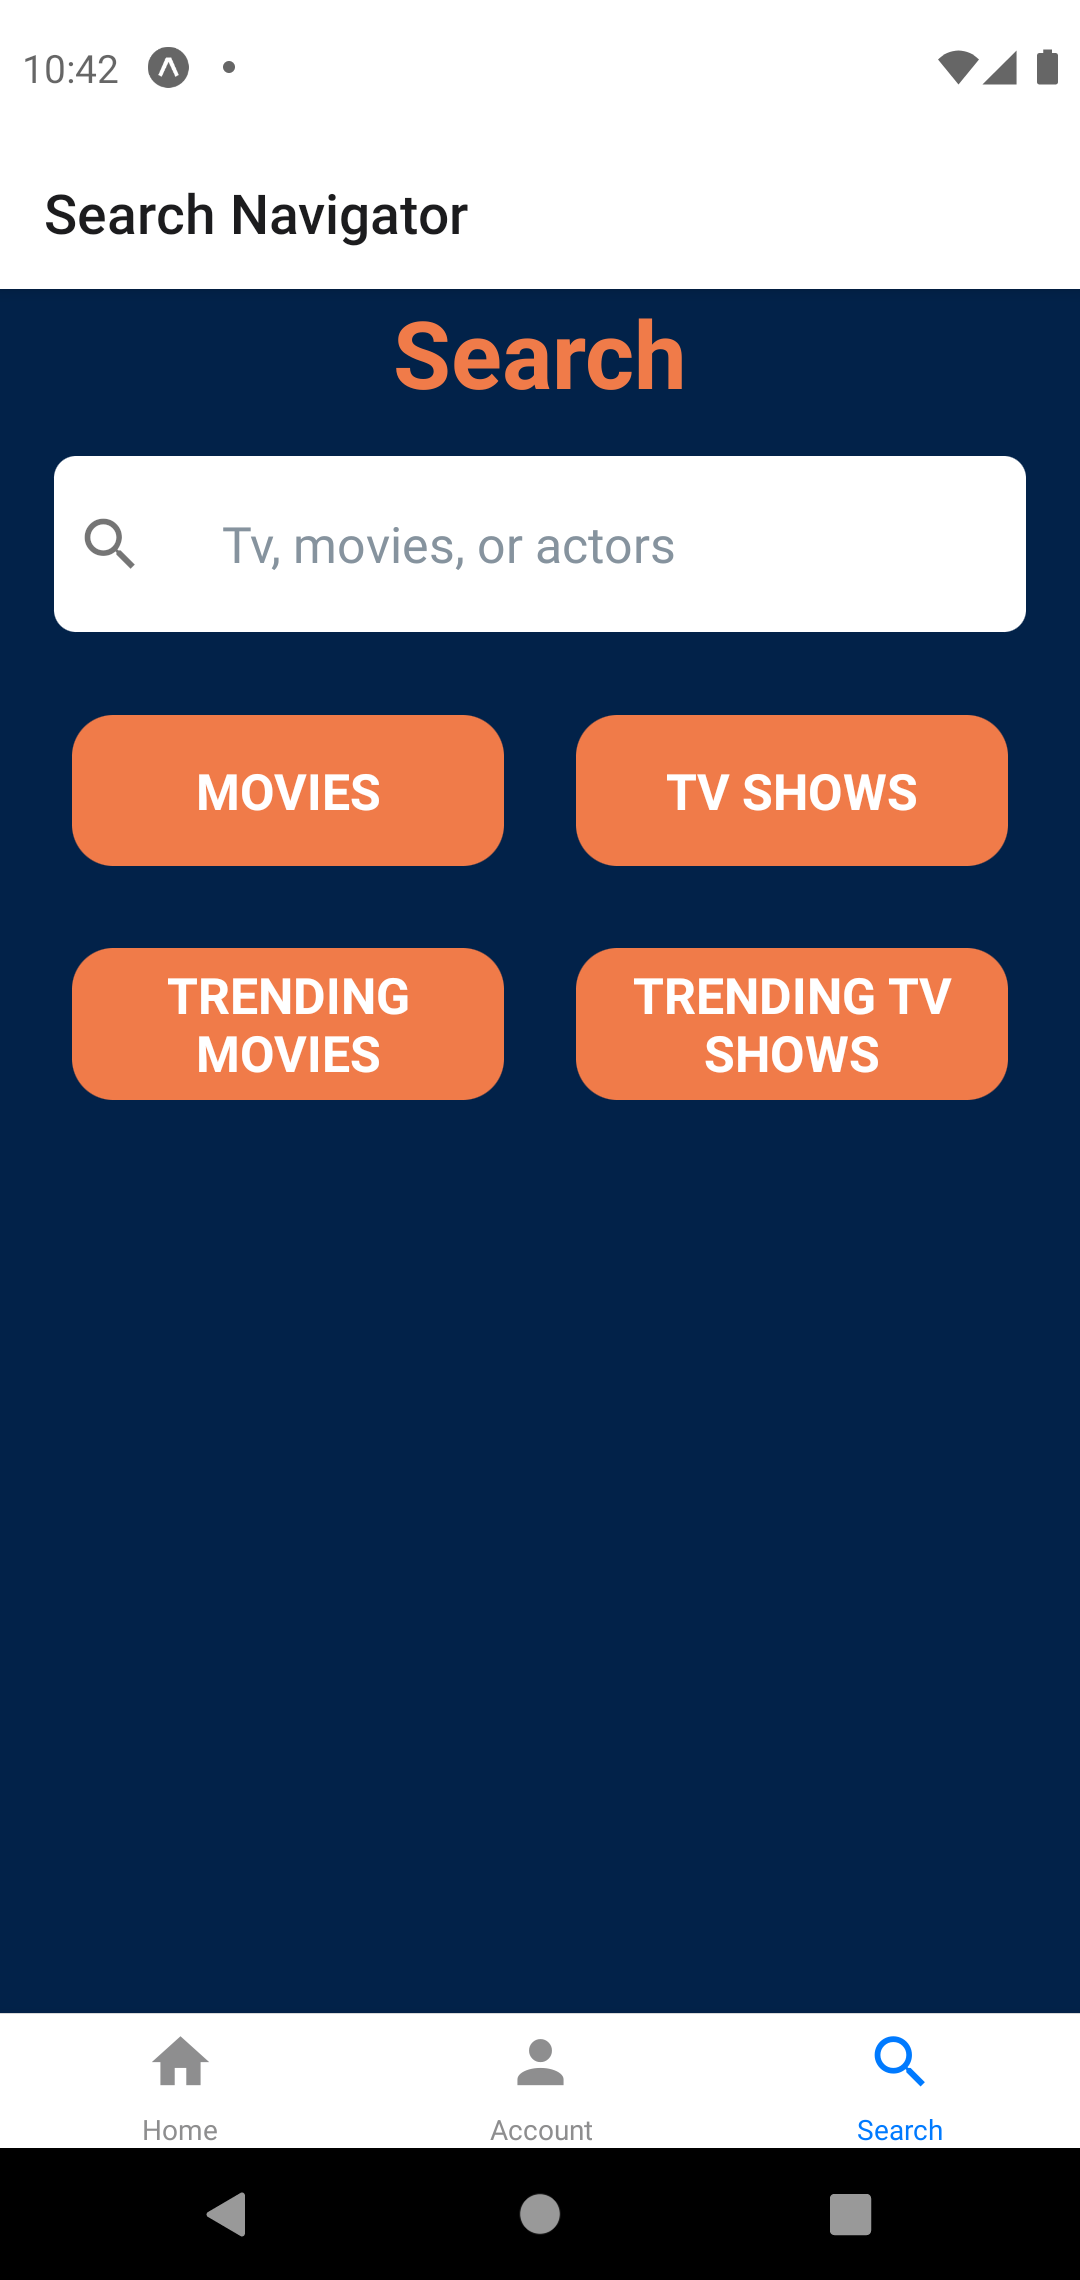 10:42
Search Navigator
Search
Tv, movies, or actors
MOVIES
TV SHOWS
TRENDING
MOVIES
TRENDING TV
SHOWS
Home
Account
Search